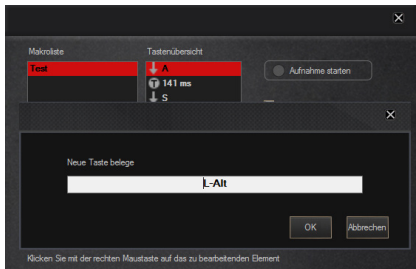 Makroliste
Tastenübersicht
Test
A
Aufnahme starten
141 ms
S
Neue Taste belege
L-Alt
OK
Abbrechen
Klicken Sie mit der rechten Maustaste auf das zu bearbeitenden Element